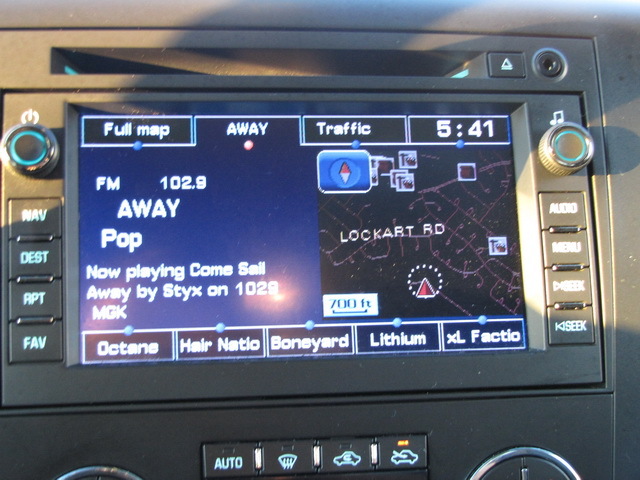 Full map AWAY Traffic 5:41
FM 102.9
AWAY
Pop
Now playing Come Sail
Away by Styx on 1029
MGK
LOCKART RD
700 ft
Octane Hair Natio Boneyard Lithium xL Factio
NAV
DEST
RPT
FAV
AUDIO
MENU
SEEK
SEEK
AUTO